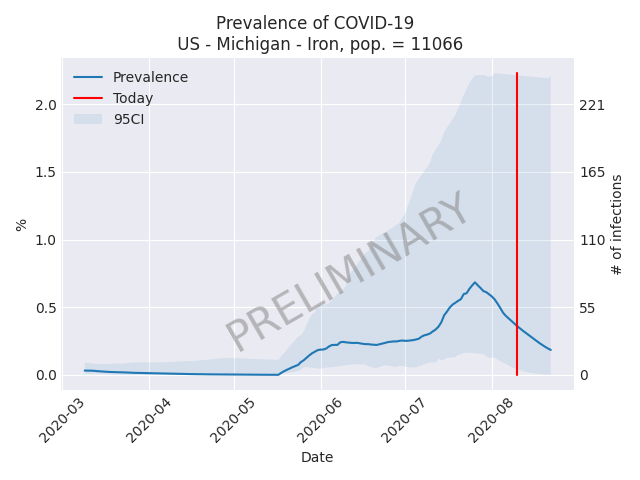 Prevalence of COVID-19
US - Michigan - Iron, pop. = 11066
Prevalence
Today
95CI
2.0
1.5
1.0
0.5
0.0
%
221
165
110
55
0
# of infections
PRELIMINARY
2020-03
2020-04
2020-05
2020-06
2020-07
2020-08
Date